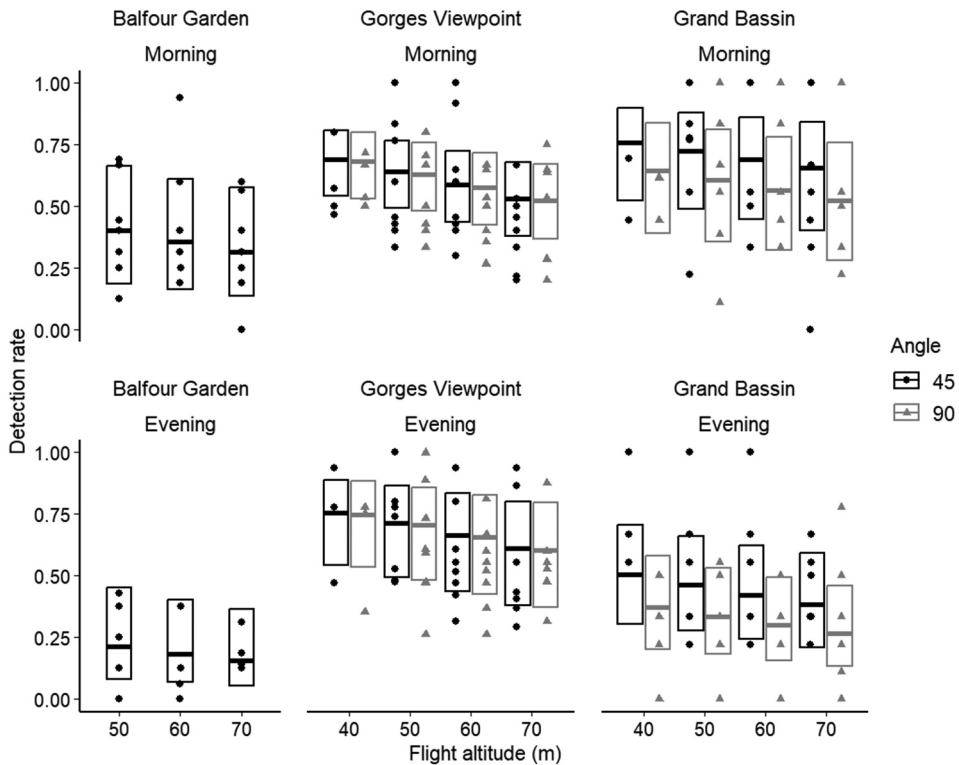 Balfour Garden Gorges Viewpoint Grand Bassin
Morning Morning Morning
1.00
0.75
0.50
0.25
0.00
Detection rate
Balfour Garden Gorges Viewpoint Grand Bassin
Evening Evening Evening
1.00
0.75
0.50
0.25
0.00
50 60 70 40 50 60 70 40 50 60 70
Flight altitude (m)
Angle
45
90